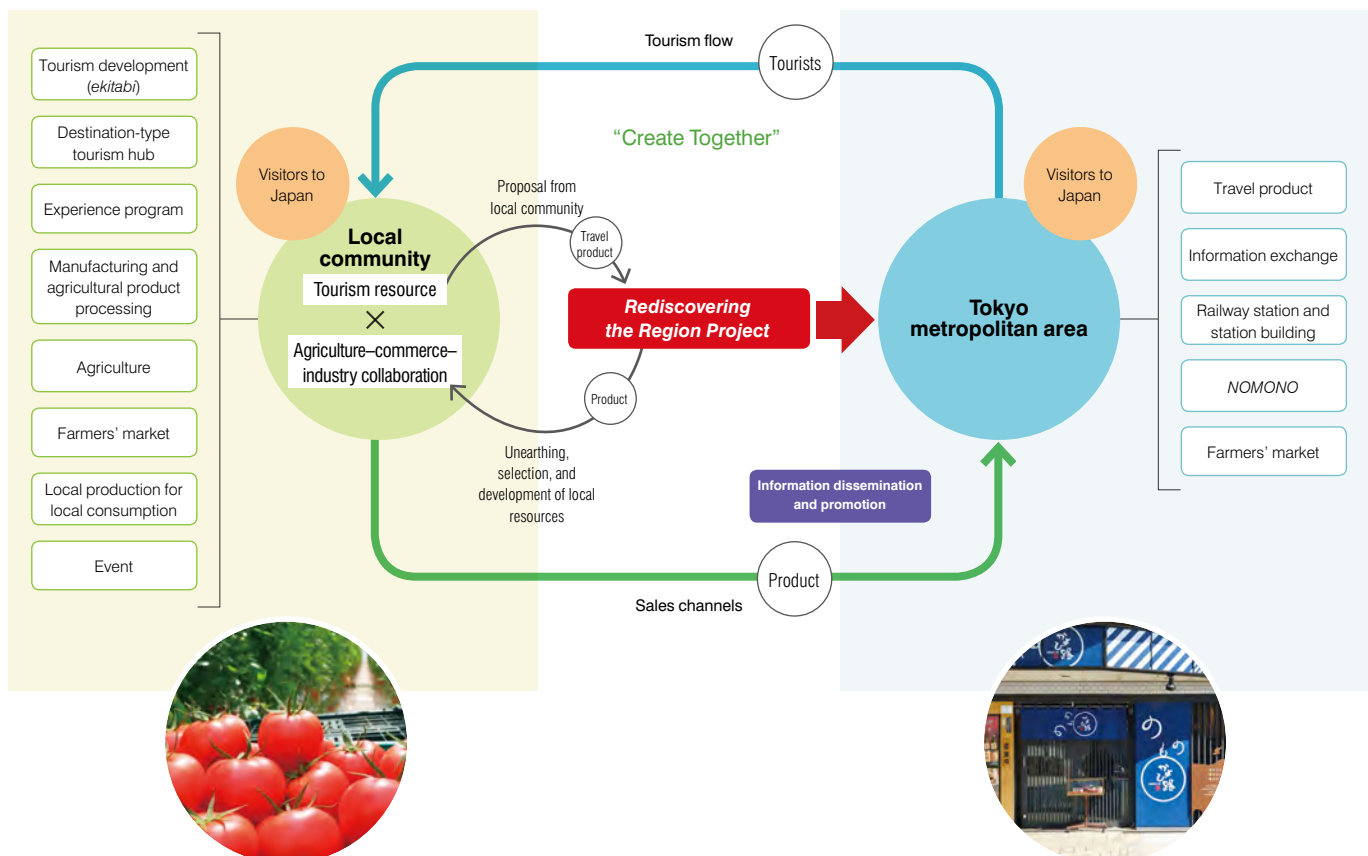 Tourism flow
Tourists
"Create Together"
Tourism development
(ekitabi)
Destination-type
tourism hub
Experience program
Manufacturing and
agricultural product
processing
Agriculture
Farmers' market
Local production for
local consumption
Event
Visitors to
Japan
Local
community
Tourism resource
×
Agriculture–commerce–
industry collaboration
Proposal from
local community
Travel
product
Rediscovering
the Region Project
Product
Unearthing,
selection, and
development of local
resources
Information dissemination
and promotion
Visitors to
Japan
Tokyo
metropolitan area
Travel product
Information exchange
Railway station and
station building
NOMONO
Farmers' market
Product
Sales channels
のもの